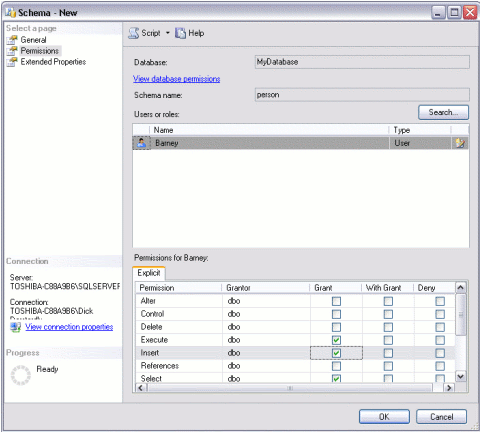 Schema - New
Select a page
General
Permissions
Extended Properties
Script
Help
Database:
MyDatabase
View database permissions
Schema name:
person
Users or roles:
Search...
Name
Type
Barney
User
Permissions for Barney:
Explicit
Permission
Grantor
Grant
With Grant
Deny
Alter
dbo
Control
dbo
Delete
dbo
Execute
dbo
Insert
dbo
References
dbo
Select
dbo
Connection
Server:
TOSHIBA-C88A9B6\SQLSERVER
Connection:
TOSHIBA-C88A9B6\Dick
View connection properties
Progress
Ready
OK
Cancel